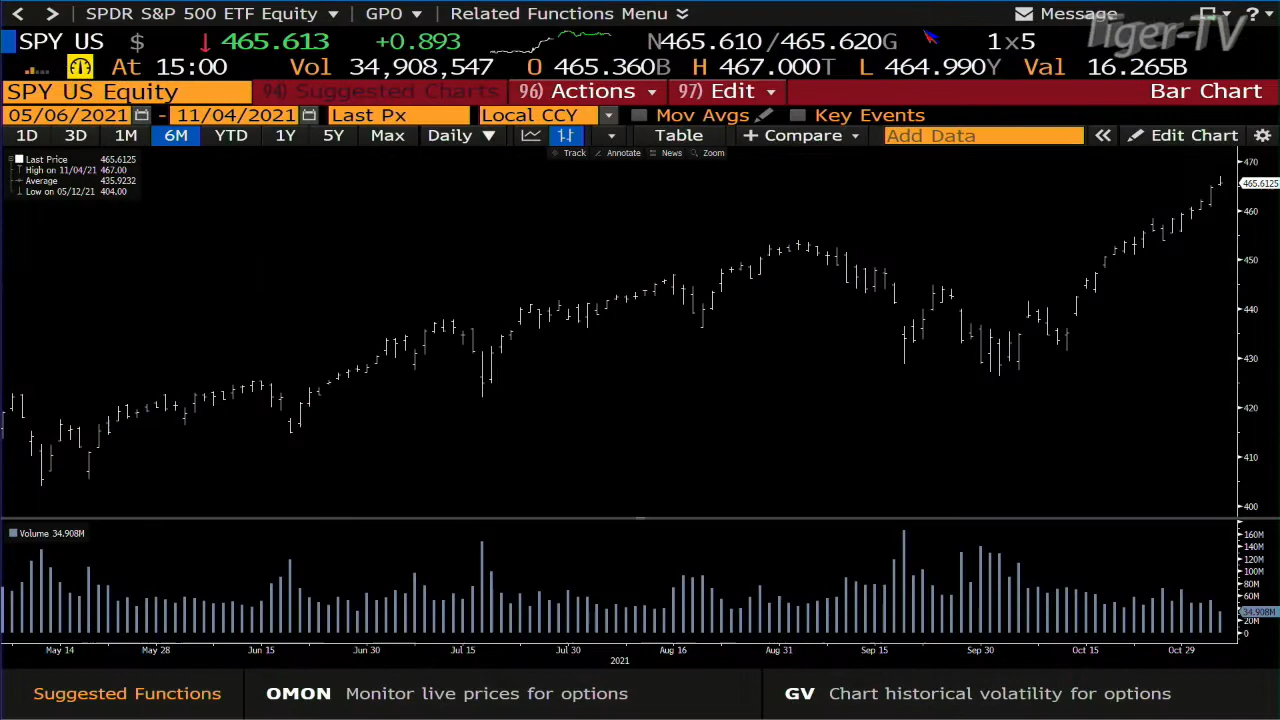 < > SPDR S&P 500 ETF Equity GPO Related Functions Menu Message ?
Tiger-TV
SPY US $ ↓ 465.613 +0.893 N465.610 / 465.620G 1 x 5
At 15:00 Vol 34,908,547 O 465.360B H 467.000T L 464.990Y Val 16.265B
SPY US Equity 94) Suggested Charts 96) Actions 97) Edit Bar Chart
05/06/2021 - 11/04/2021 Last Px Local CCY Mov Avgs Key Events
1D 3D 1M 6M YTD 1Y 5Y Max Daily ▼ Table + Compare Add Data « Edit Chart
Track Annotate News Zoom
Last Price 465.6125
High on 11/04/21 467.00
Average 435.9232
Low on 05/12/21 404.00
470
465.6125
460
450
440
430
420
410
400
Volume 34.908M
160M
140M
120M
100M
80M
60M
34.908M
20M
0
May 14 May 28 Jun 15 Jun 30 Jul 15 Jul 30 Aug 16 Aug 31 Sep 15 Sep 30 Oct 15 Oct 29
2021
Suggested Functions OMON Monitor live prices for options GV Chart historical volatility for options